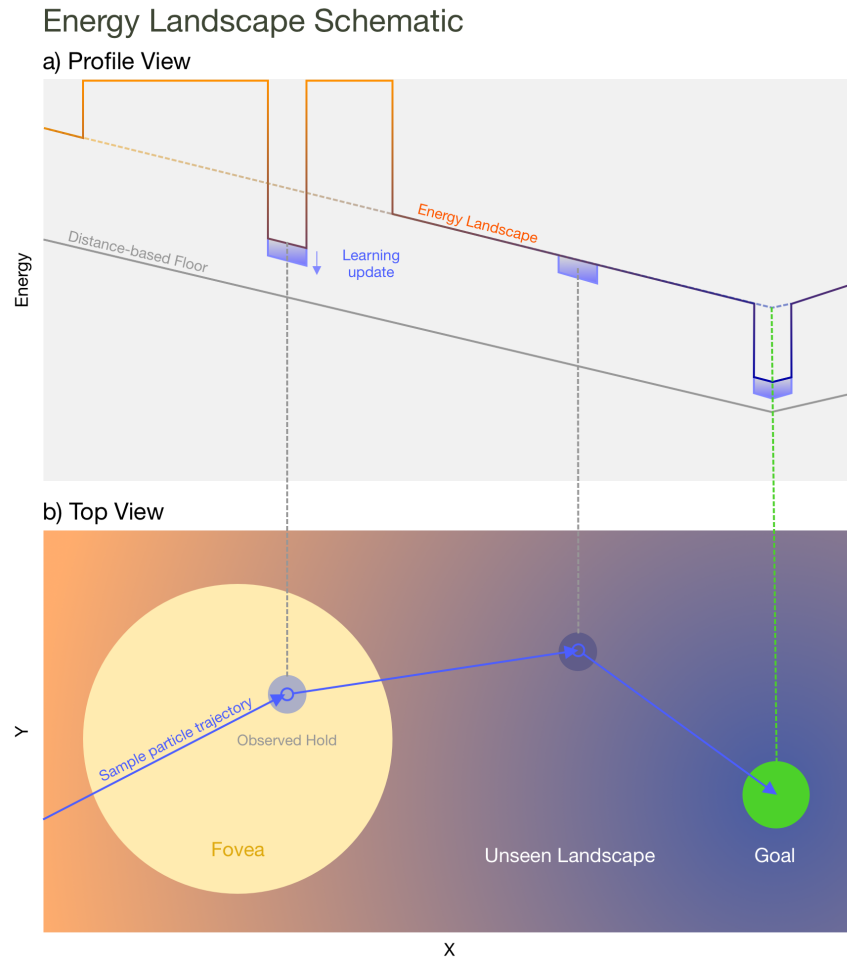 Energy Landscape Schematic
a) Profile View
Energy Landscape
Distance-based Floor
Learning
update
Energy
b) Top View
Sample particle trajectory
Observed Hold
Y
Fovea
Unseen Landscape
Goal
X